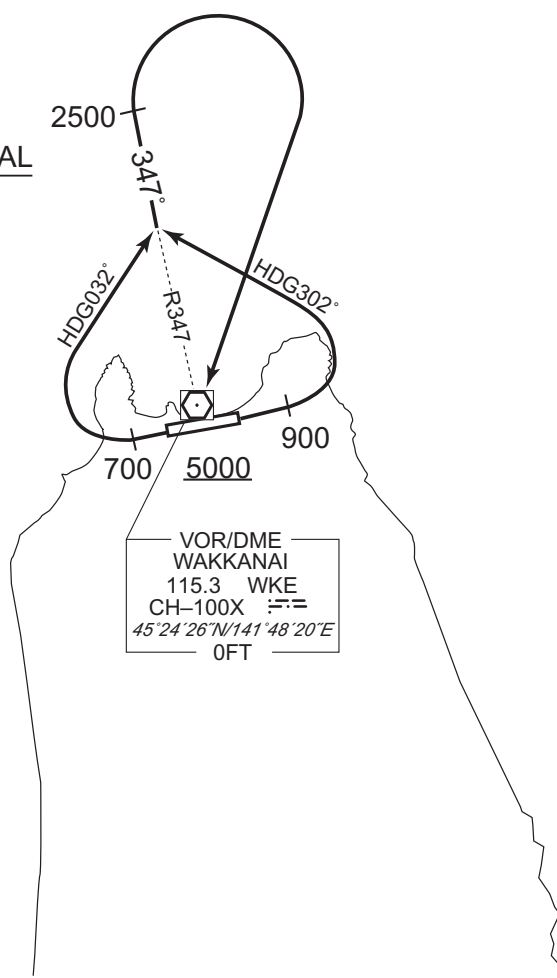 2500
AL
347°
HDG032°
R347
HDG302°
700
5000
900
VOR/DME
WAKKANAI
115.3 WKE
CH–100X
45°24´26˝N/141°48´20˝E
0FT